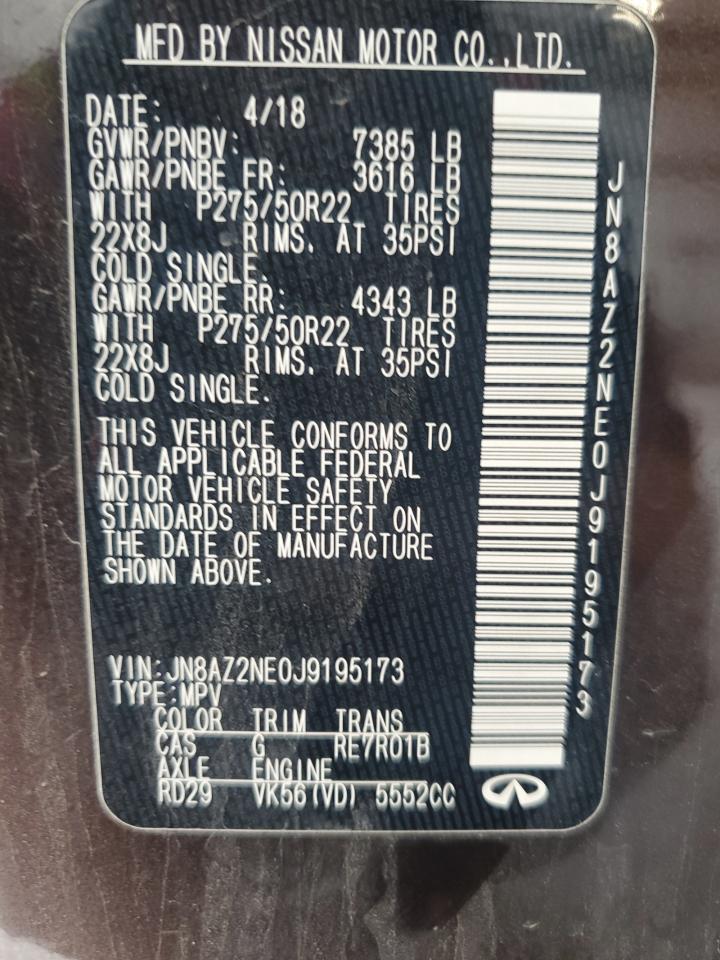 MFD BY NISSAN MOTOR CO.,LTD.
DATE: 4/18
GVWR/PNBV: 7385 LB
GAWR/PNBE FR: 3616 LB
WITH P275/50R22 TIRES
22X8J RIMS. AT 35PSI
COLD SINGLE.
GAWR/PNBE RR: 4343 LB
WITH P275/50R22 TIRES
22X8J RIMS. AT 35PSI
COLD SINGLE.
THIS VEHICLE CONFORMS TO
ALL APPLICABLE FEDERAL
MOTOR VEHICLE SAFETY
STANDARDS IN EFFECT ON
THE DATE OF MANUFACTURE
SHOWN ABOVE.
VIN:JN8AZ2NE0J9195173
TYPE:MPV
COLOR TRIM TRANS
CAS G RE7R01B
AXLE ENGINE
RD29 VK56(VD) 5552CC
JN8AZ2NE0J9195173